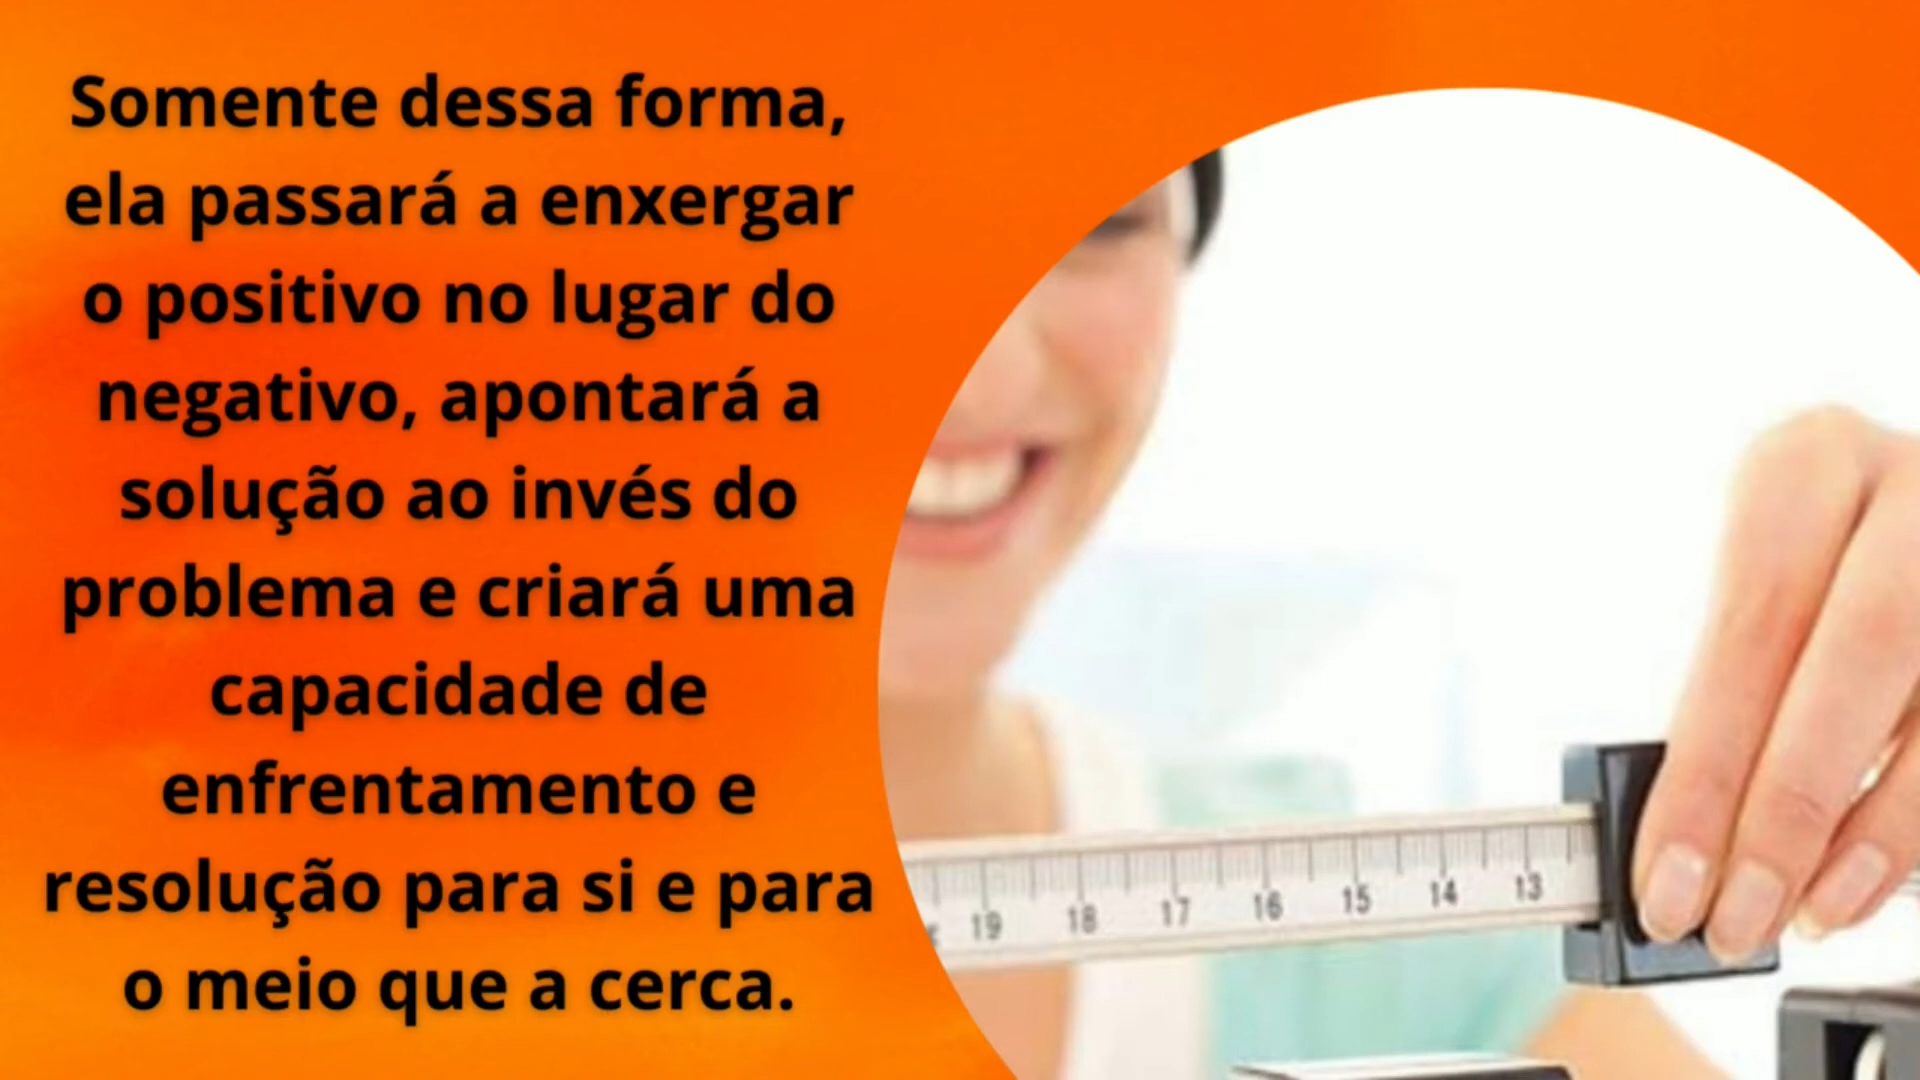 Somente dessa forma,
ela passará a enxergar
o positivo no lugar do
negativo, apontará a
solução ao invés do
problema e criará uma
capacidade de
enfrentamento e
resolução para si e para
o meio que a cerca.
19 18 17 16 15 14 13